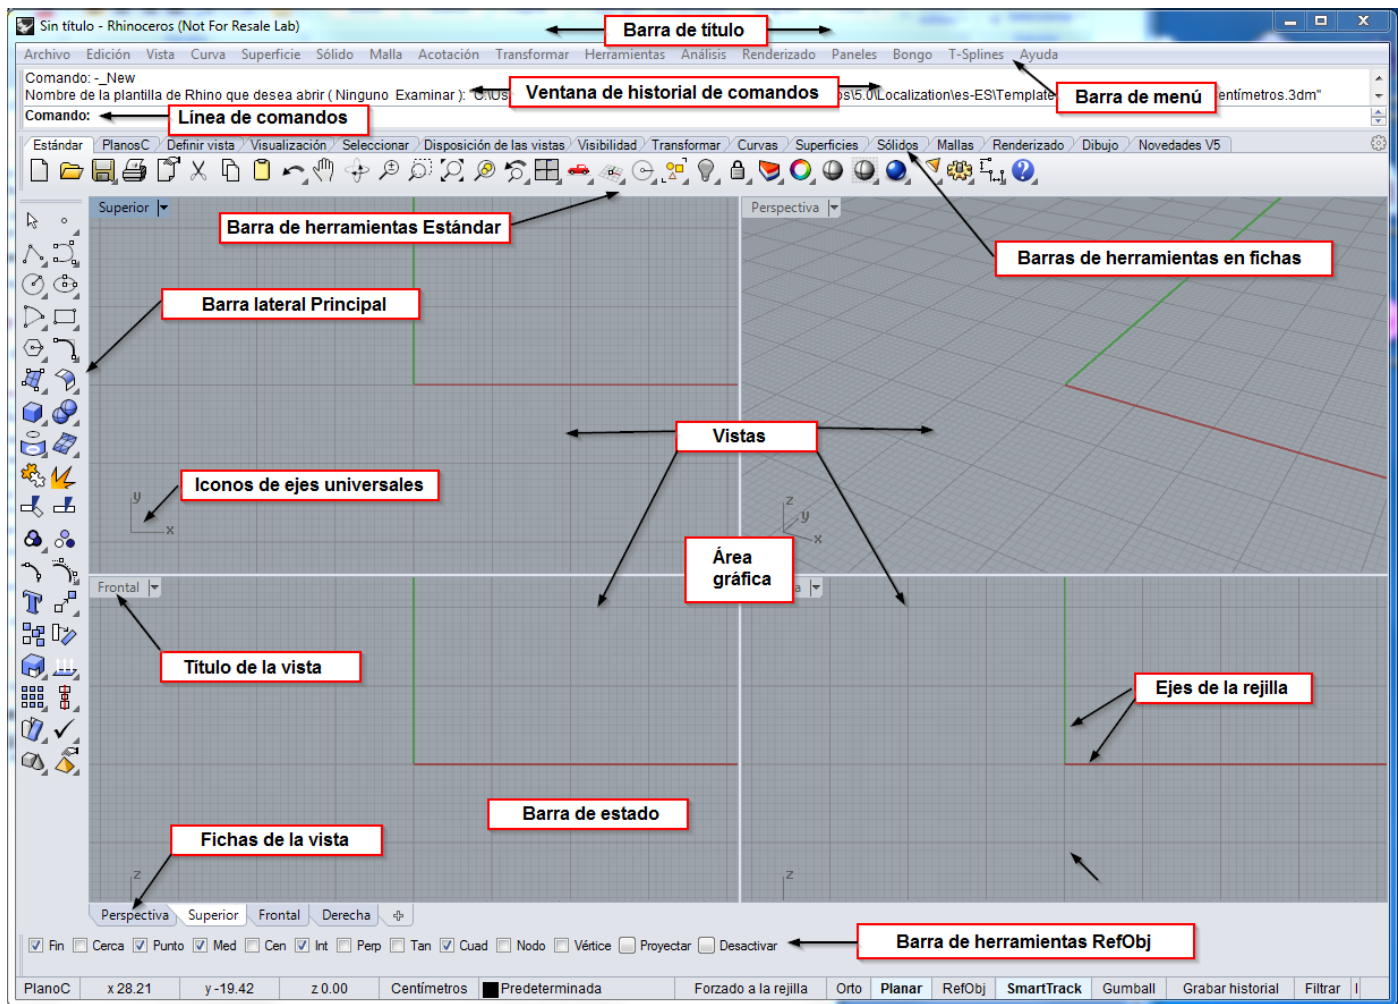 Sin título - Rhinoceros (Not For Resale Lab)
Barra de título
Archivo Edición Vista Curva Superficie Sólido Malla Acotación Transformar Herramientas Análisis Renderizado Paneles Bongo T-Splines Ayuda
Comando: -_New
Nombre de la plantilla de Rhino que desea abrir ( Ninguno Examinar ):
Ventana de historial de comandos
\5.0\Localization\es-ES\Template
Barra de menú
entímetros.3dm"
Comando:
Línea de comandos
Estándar PlanosC Definir vista Visualización Seleccionar Disposición de las vistas Visibilidad Transformar Curvas Superficies Sólidos Mallas Renderizado Dibujo Novedades V5
Superior
Perspectiva
Barra de herramientas Estándar
Barras de herramientas en fichas
Barra lateral Principal
Vistas
Iconos de ejes universales
y
x
z
y
x
Área
gráfica
Frontal
a
Título de la vista
Ejes de la rejilla
Barra de estado
Fichas de la vista
z
z
Perspectiva Superior Frontal Derecha
Fin Cerca Punto Med Cen Int Perp Tan Cuad Nodo Vértice Proyectar Desactivar
Barra de herramientas RefObj
PlanoC x 28.21 y -19.42 z 0.00 Centímetros Predeterminada Forzado a la rejilla Orto Planar RefObj SmartTrack Gumball Grabar historial Filtrar